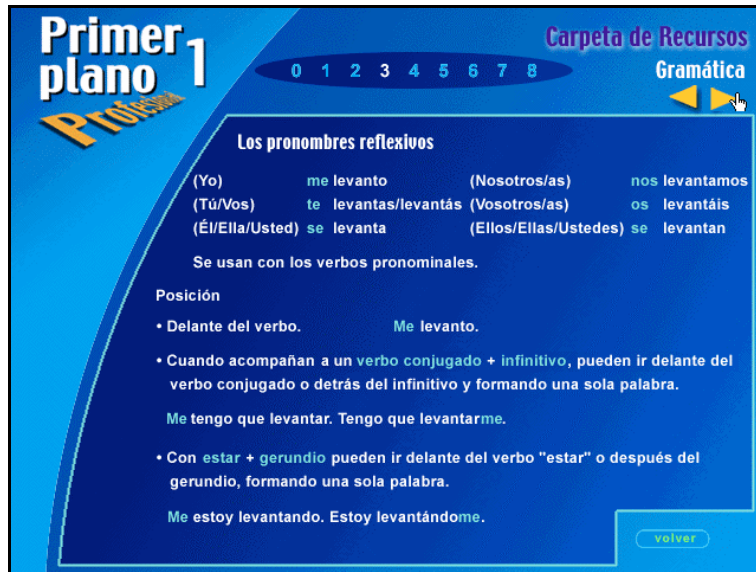 Primer
plano 1
Profesional
Carpeta de Recursos
0 1 2 3 4 5 6 7 8
Gramática
Los pronombres reflexivos
(Yo) me levanto (Nosotros/as) nos levantamos
(Tú/Vos) te levantas/levantás (Vosotros/as) os levantáis
(Él/Ella/Usted) se levanta (Ellos/Ellas/Ustedes) se levantan
Se usan con los verbos pronominales.
Posición
• Delante del verbo. Me levanto.
• Cuando acompañan a un verbo conjugado + infinitivo, pueden ir delante del
verbo conjugado o detrás del infinitivo y formando una sola palabra.
Me tengo que levantar. Tengo que levantarme.
• Con estar + gerundio pueden ir delante del verbo "estar" o después del
gerundio, formando una sola palabra.
Me estoy levantando. Estoy levantándome.
volver